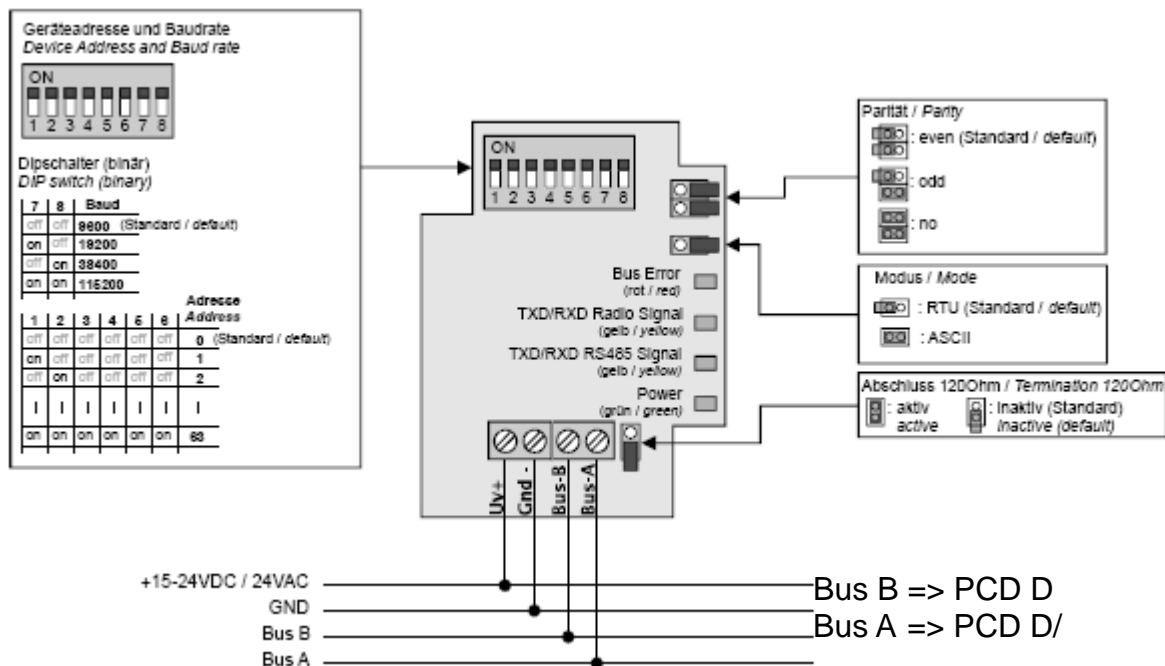 Geräteadresse und Baudrate
Device Address and Baud rate
ON
1 2 3 4 5 6 7 8
Dipschalter (binär)
DIP switch (binary)
7 8 Baud
off off 9600 (Standard / default)
on off 19200
off on 38400
on on 115200
Adresse
1 2 3 4 5 6 Address
off off off off off off 0 (Standard / default)
on off off off off off 1
off on off off off off 2
on on on on on on 63
ON
1 2 3 4 5 6 7 8
Bus Error
(rot / red)
TXD/RXD Radio Signal
(gelb / yellow)
TXD/RXD RS485 Signal
(gelb / yellow)
Power
(grün / green)
Uv+
Gnd -
Bus-B
Bus-A
Parität / Parity
: even (Standard / default)
: odd
: no
Modus / Mode
: RTU (Standard / default)
: ASCII
Abschluss 120Ohm / Termination 120Ohm
: aktiv
active
: Inaktiv (Standard)
Inactive (default)
+15-24VDC / 24VAC
GND
Bus B
Bus A
Bus B => PCD D
Bus A => PCD D/